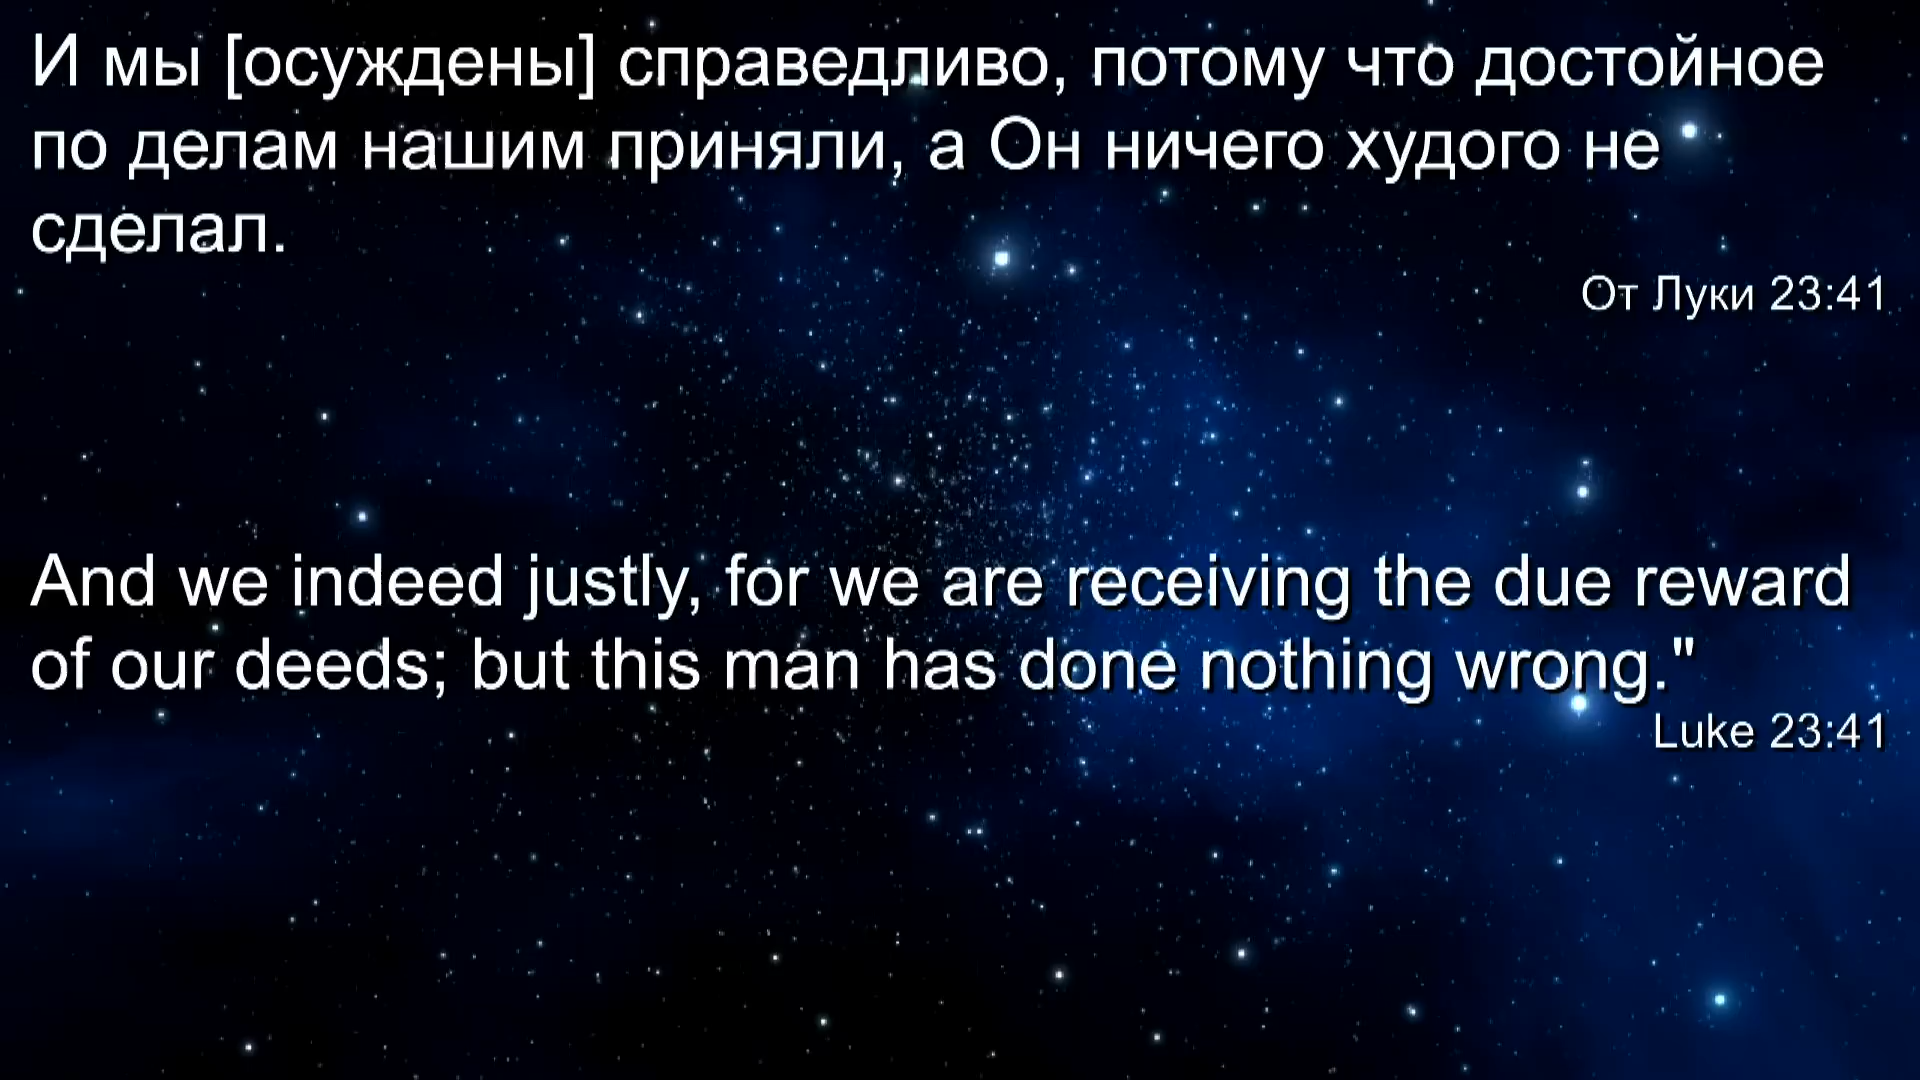 И мы [осуждены] справедливо, потому что достойное
по делам нашим приняли, а Он ничего худого не
сделал.
От Луки 23:41
And we indeed justly, for we are receiving the due reward
of our deeds; but this man has done nothing wrong."
Luke 23:41